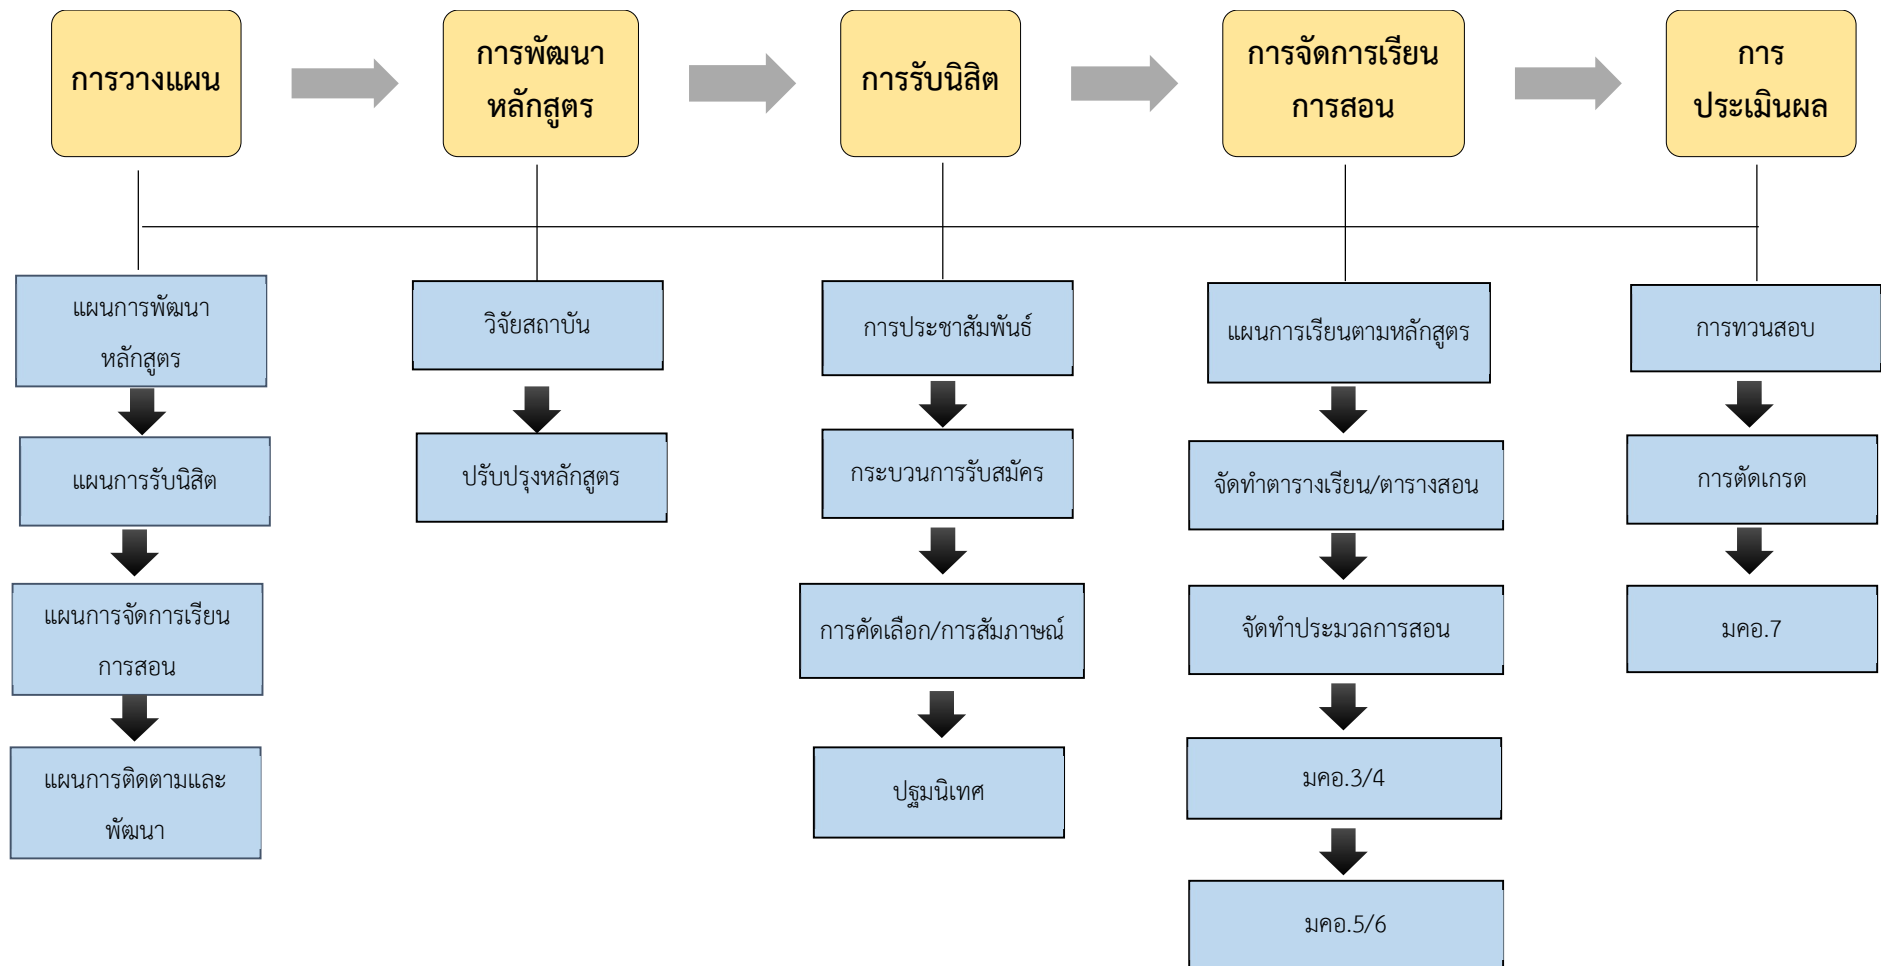 การวางแผน
การพัฒนา
หลักสูตร
การรับนิสิต
การจัดการเรียน
การสอน
การ
ประเมินผล
แผนการพัฒนา
หลักสูตร
แผนการรับนิสิต
แผนการจัดการเรียน
การสอน
แผนการติดตามและ
พัฒนา
วิจัยสถาบัน
ปรับปรุงหลักสูตร
การประชาสัมพันธ์
กระบวนการรับสมัคร
การคัดเลือก/การสัมภาษณ์
ปฐมนิเทศ
แผนการเรียนตามหลักสูตร
จัดทำตารางเรียน/ตารางสอน
จัดทำประมวลการสอน
มคอ.3/4
มคอ.5/6
การทวนสอบ
การตัดเกรด
มคอ.7